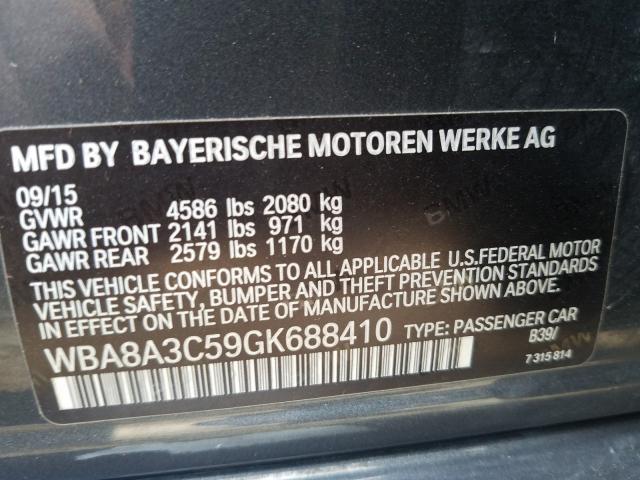 MFD BY BAYERISCHE MOTOREN WERKE AG
09/15
GVWR 4586 lbs 2080 kg
GAWR FRONT 2141 lbs 971 kg
GAWR REAR 2579 lbs 1170 kg
THIS VEHICLE CONFORMS TO ALL APPLICABLE U.S.FEDERAL MOTOR
VEHICLE SAFETY, BUMPER AND THEFT PREVENTION STANDARDS
IN EFFECT ON THE DATE OF MANUFACTURE SHOWN ABOVE.
WBA8A3C59GK688410 TYPE: PASSENGER CAR
B39/
7 315 814